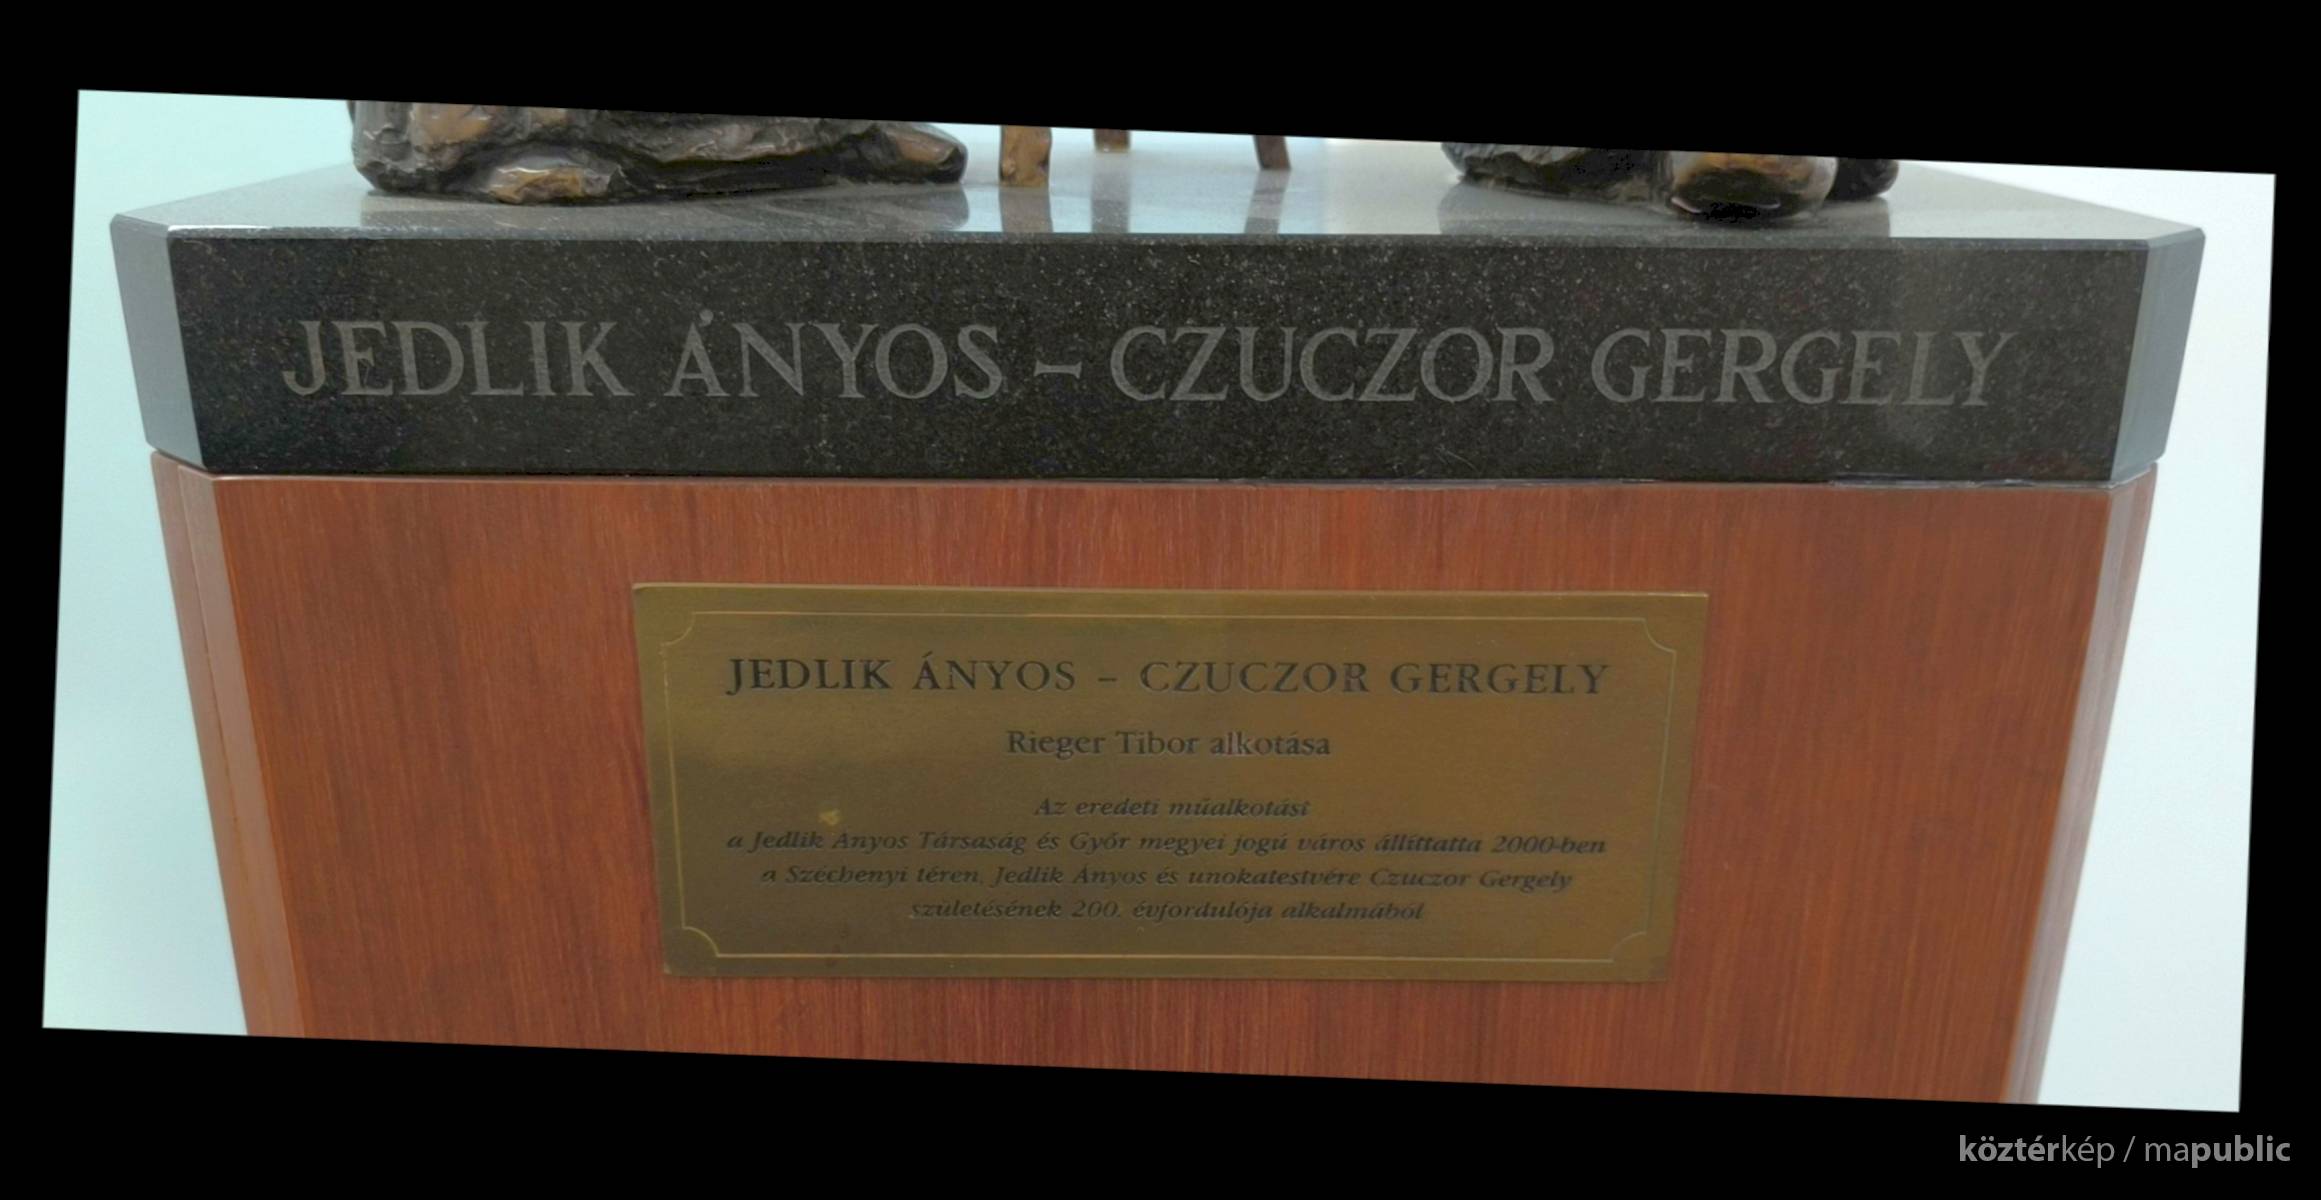 JEDLIK ÁNYOS – CZUCZOR GERGELY
JEDLIK ÁNYOS – CZUCZOR GERGELY
Rieger Tibor alkotása
Az eredeti műalkotást
a Jedlik Ányos Társaság és Győr megyei jogú város állíttatta 2000-ben
a Széchenyi téren, Jedlik Ányos és unokatestvére Czuczor Gergely
születésének 200. évfordulója alkalmából
köztérkép / mapublic